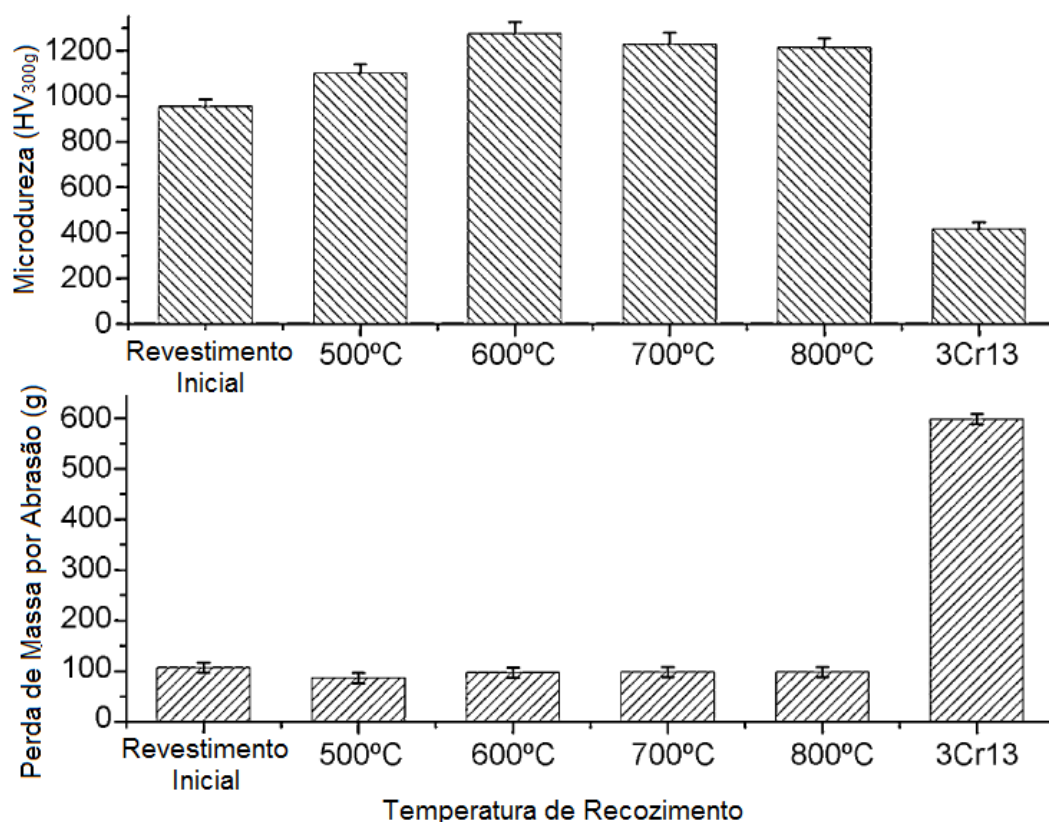 Microdureza (HV300g)
1200
1000
800
600
400
200
0
Revestimento
Inicial
500ºC
600ºC
700ºC
800ºC
3Cr13
Perda de Massa por Abrasão (g)
600
500
400
300
200
100
0
Revestimento
Inicial
500ºC
600ºC
700ºC
800ºC
3Cr13
Temperatura de Recozimento